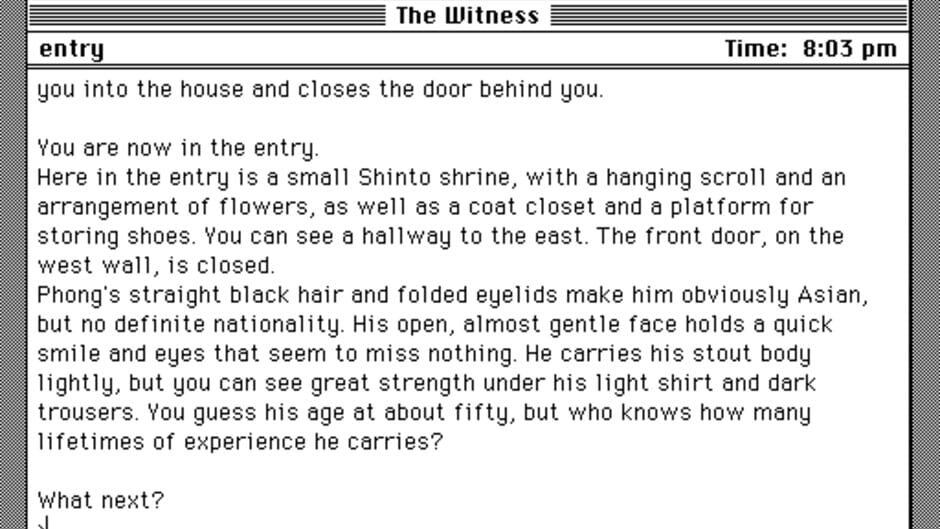 The Witness
entry Time: 8:03 pm
you into the house and closes the door behind you.
You are now in the entry.
Here in the entry is a small Shinto shrine, with a hanging scroll and an
arrangement of flowers, as well as a coat closet and a platform for
storing shoes. You can see a hallway to the east. The front door, on the
west wall, is closed.
Phong's straight black hair and folded eyelids make him obviously Asian,
but no definite nationality. His open, almost gentle face holds a quick
smile and eyes that seem to miss nothing. He carries his stout body
lightly, but you can see great strength under his light shirt and dark
trousers. You guess his age at about fifty, but who knows how many
lifetimes of experience he carries?
What next?